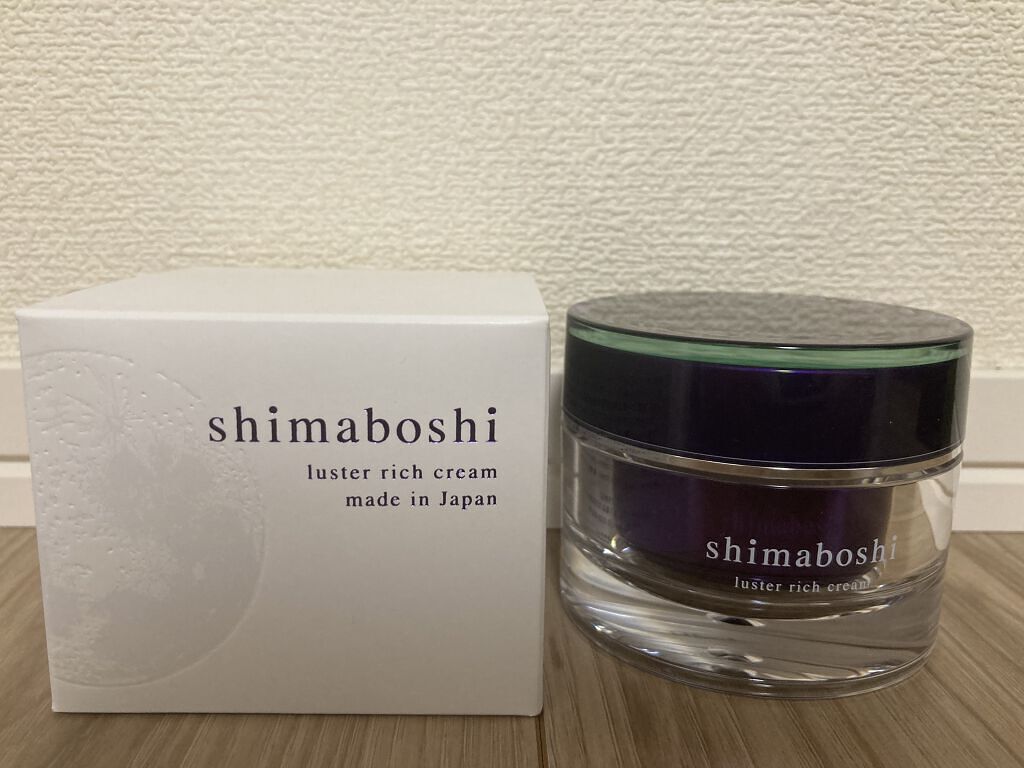 shimaboshi
luster rich cream
made in Japan
shimaboshi
luster rich cream